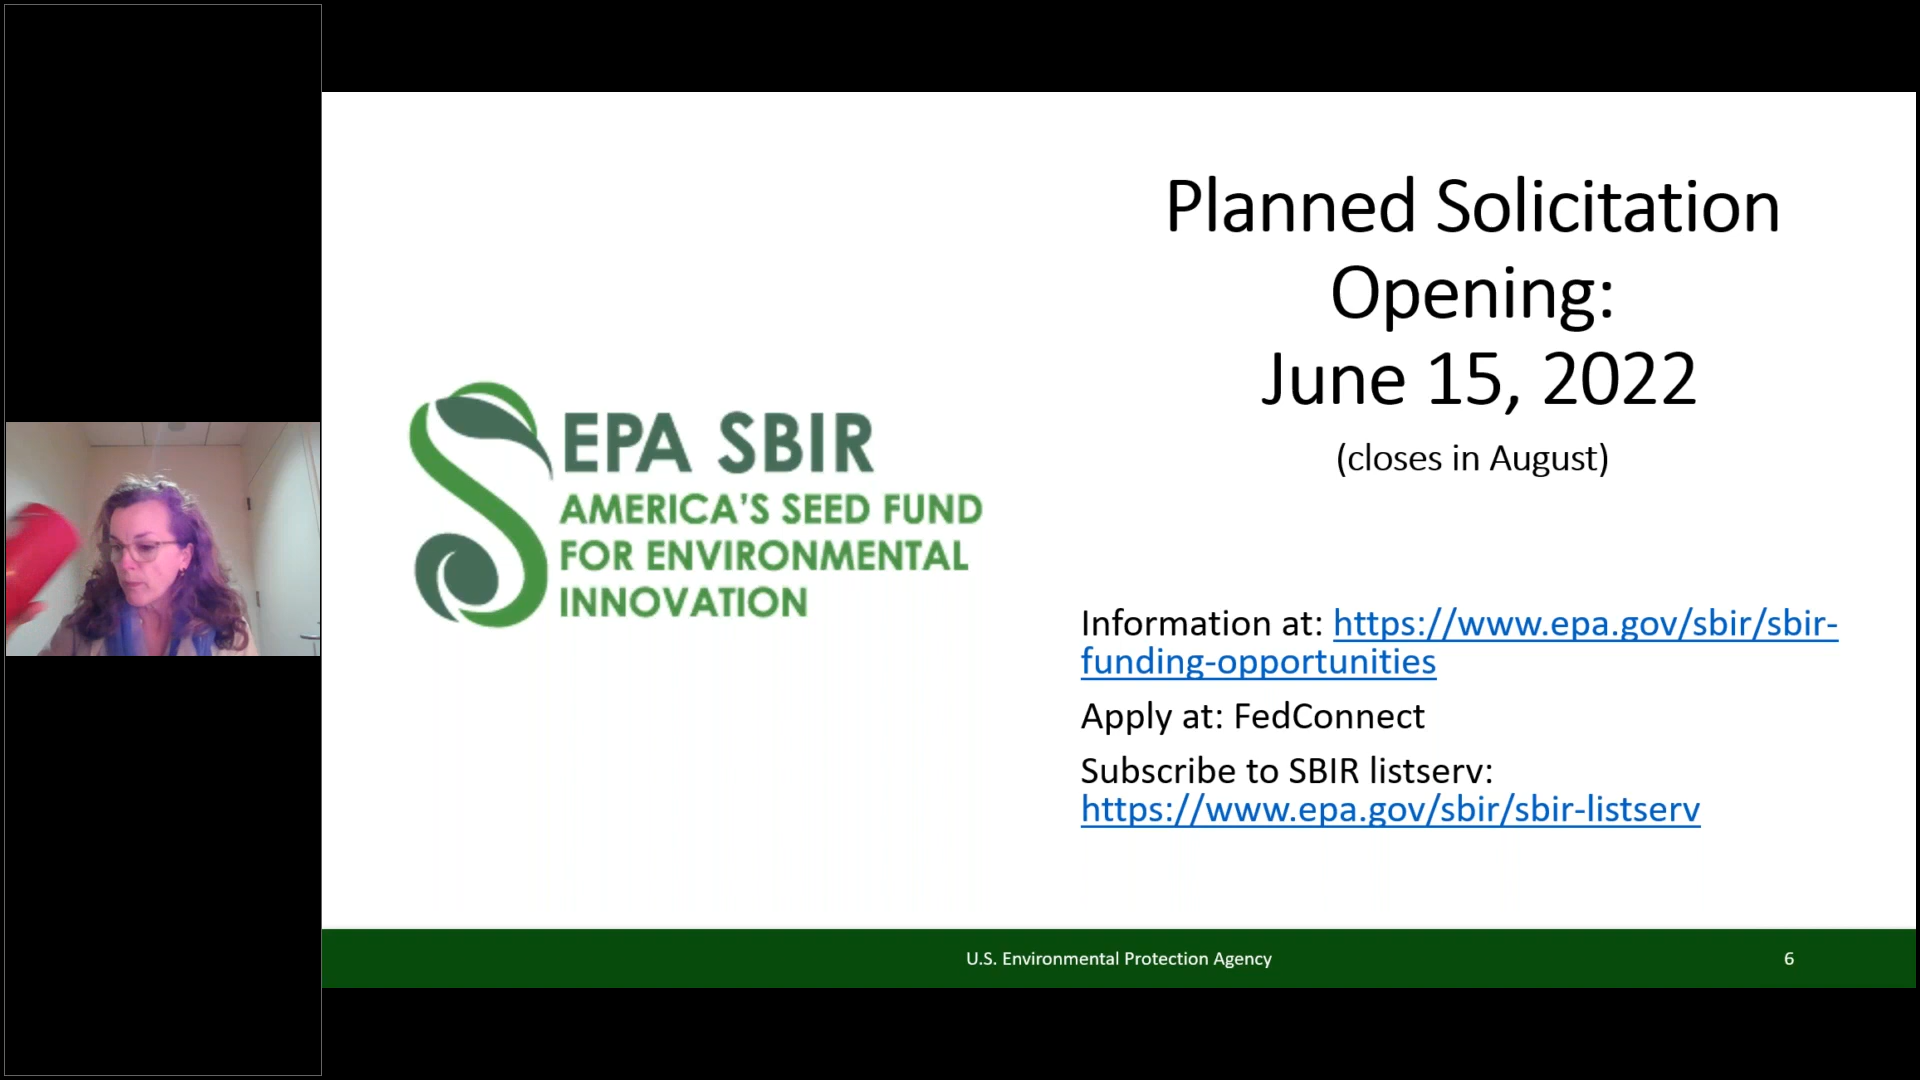 Planned Solicitation
Opening:
June 15, 2022
(closes in August)
EPA SBIR
AMERICA'S SEED FUND
FOR ENVIRONMENTAL
INNOVATION
Information at: https://www.epa.gov/sbir/sbir-
funding-opportunities
Apply at: FedConnect
Subscribe to SBIR listserv:
https://www.epa.gov/sbir/sbir-listserv
U.S. Environmental Protection Agency
6